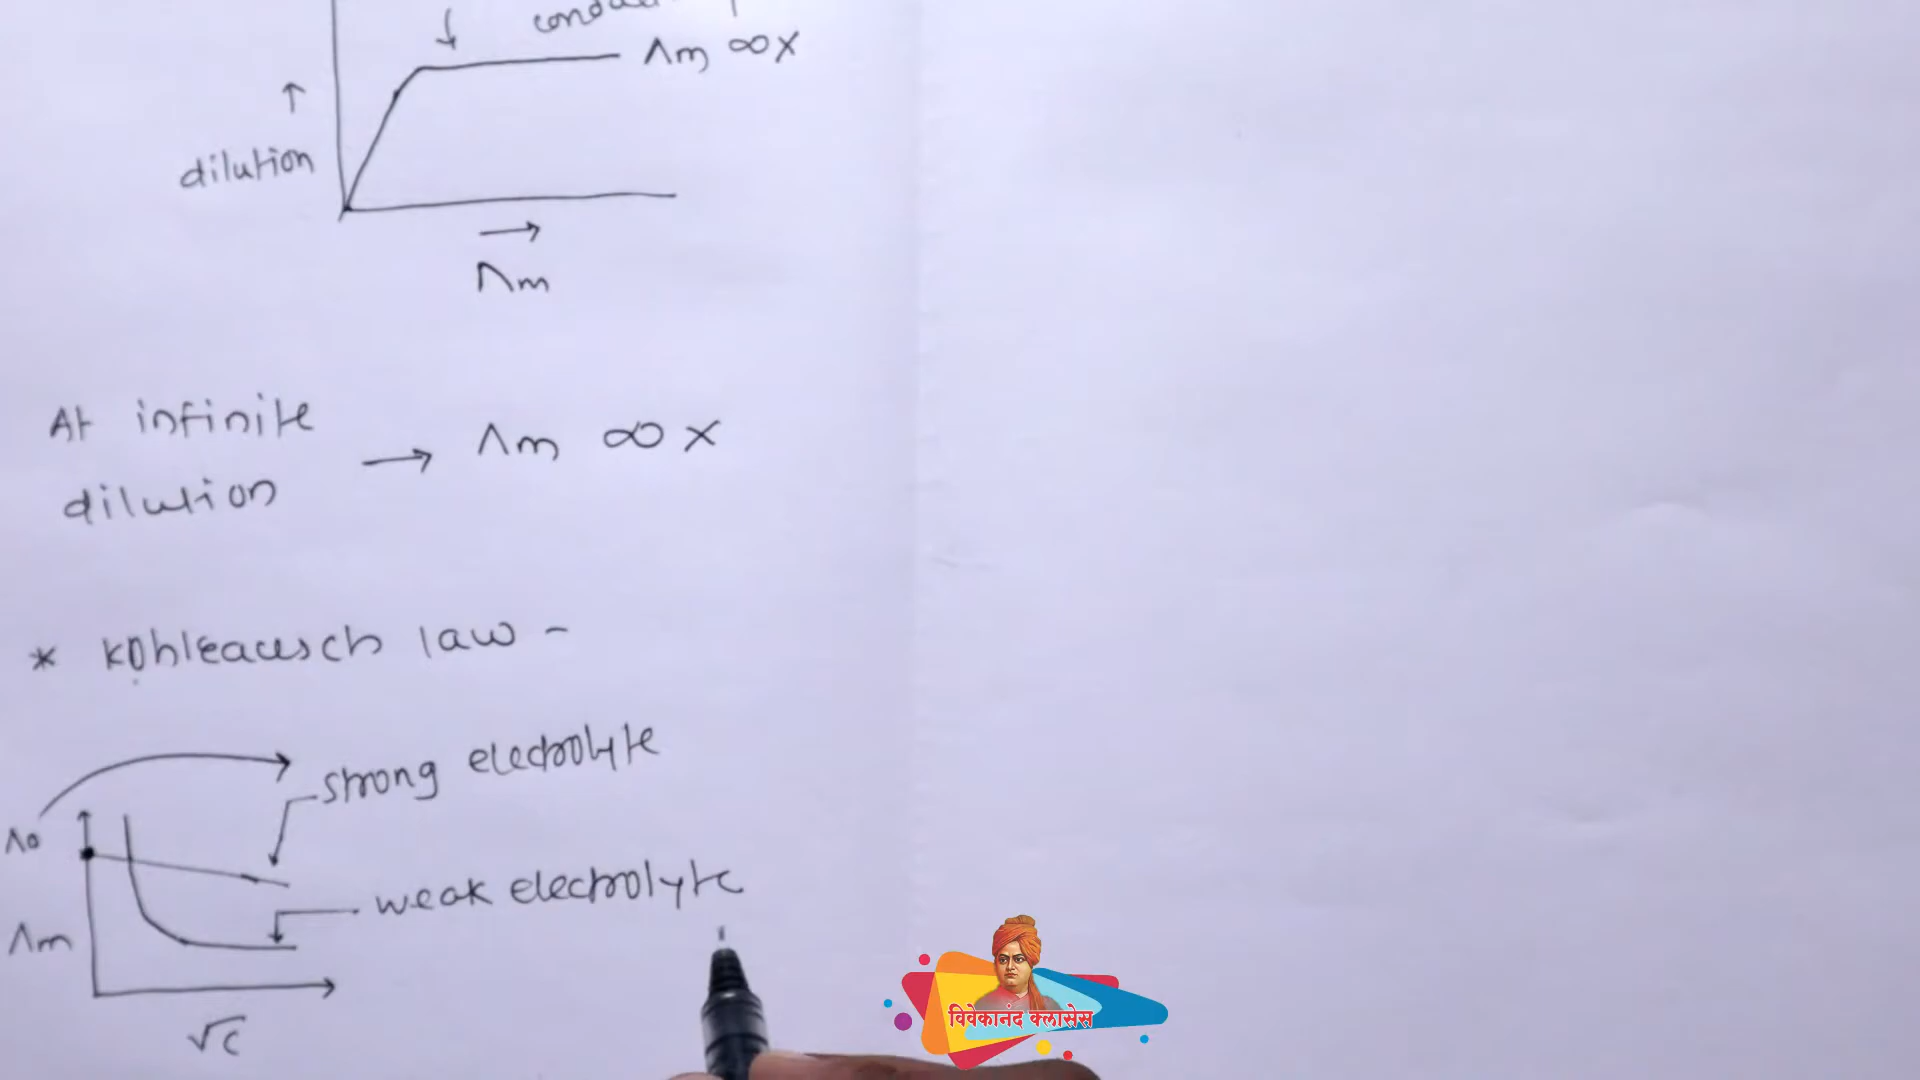 Λm ∞ x
↑
dilution
→
Λm
At infinite
dilution → Λm ∞ x
* Kohlrausch law -
strong electrolyte
Λo
weak electrolyte
Λm
√c
विवेकानंद क्लासेस